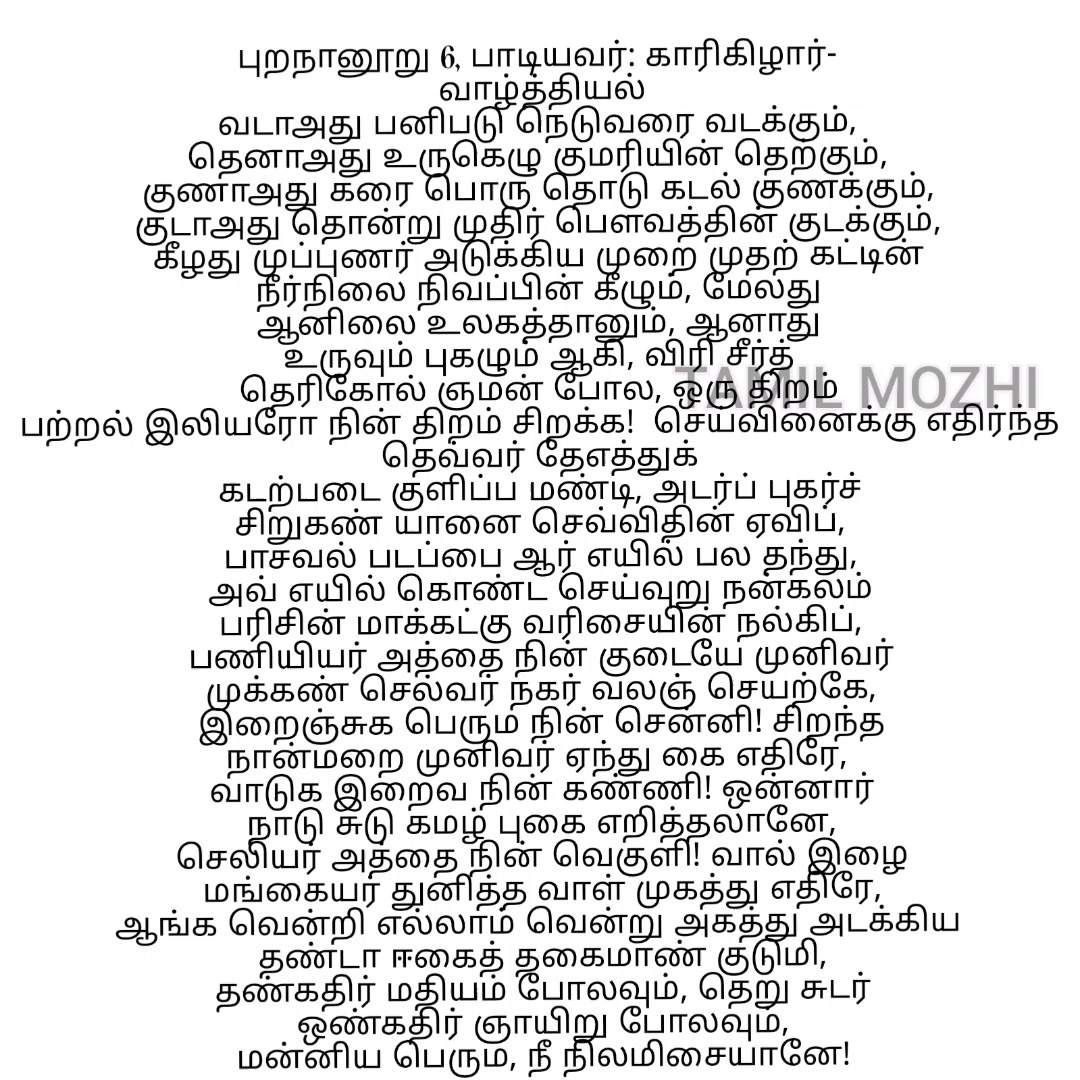 புறநானூறு 6, பாடியவர்: காரிகிழார்-
வாழ்த்தியல்
வடாஅது பனிபடு நெடுவரை வடக்கும்,
தெனாஅது உருகெழு குமரியின் தெற்கும்,
குணாஅது கரை பொரு தொடு கடல் குணக்கும்,
குடாஅது தொன்று முதிர் பௌவத்தின் குடக்கும்,
கீழது முப்புணர் அடுக்கிய முறை முதற் கட்டின்
நீர்நிலை நிவப்பின் கீழும், மேலது
ஆனிலை உலகத்தானும், ஆனாது
உருவும் புகழும் ஆகி, விரி சீர்த்
தெரிகோல் ஞமன் போல, ஒரு திறம்
TAMIL MOZHI
பற்றல் இலியரோ நின் திறம் சிறக்க! செய்வினைக்கு எதிர்ந்த
தெவ்வர் தேஎத்துக்
கடற்படை குளிப்ப மண்டி, அடர்ப் புகர்ச்
சிறுகண் யானை செவ்விதின் ஏவிப்,
பாசவல் படப்பை ஆர் எயில் பல தந்து,
அவ் எயில் கொண்ட செய்வுறு நன்கலம்
பரிசின் மாக்கட்கு வரிசையின் நல்கிப்,
பணியியர் அத்தை நின் குடையே முனிவர்
முக்கண் செல்வர் நகர் வலஞ் செயற்கே,
இறைஞ்சுக பெரும நின் சென்னி! சிறந்த
நான்மறை முனிவர் ஏந்து கை எதிரே,
வாடுக இறைவ நின் கண்ணி! ஒன்னார்
நாடு சுடு கமழ் புகை எறித்தலானே,
செலியர் அத்தை நின் வெகுளி! வால் இழை
மங்கையர் துனித்த வாள் முகத்து எதிரே,
ஆங்க வென்றி எல்லாம் வென்று அகத்து அடக்கிய
தண்டா ஈகைத் தகைமாண் குடுமி,
தண்கதிர் மதியம் போலவும், தெறு சுடர்
ஒண்கதிர் ஞாயிறு போலவும்,
மன்னிய பெரும, நீ நிலமிசையானே!